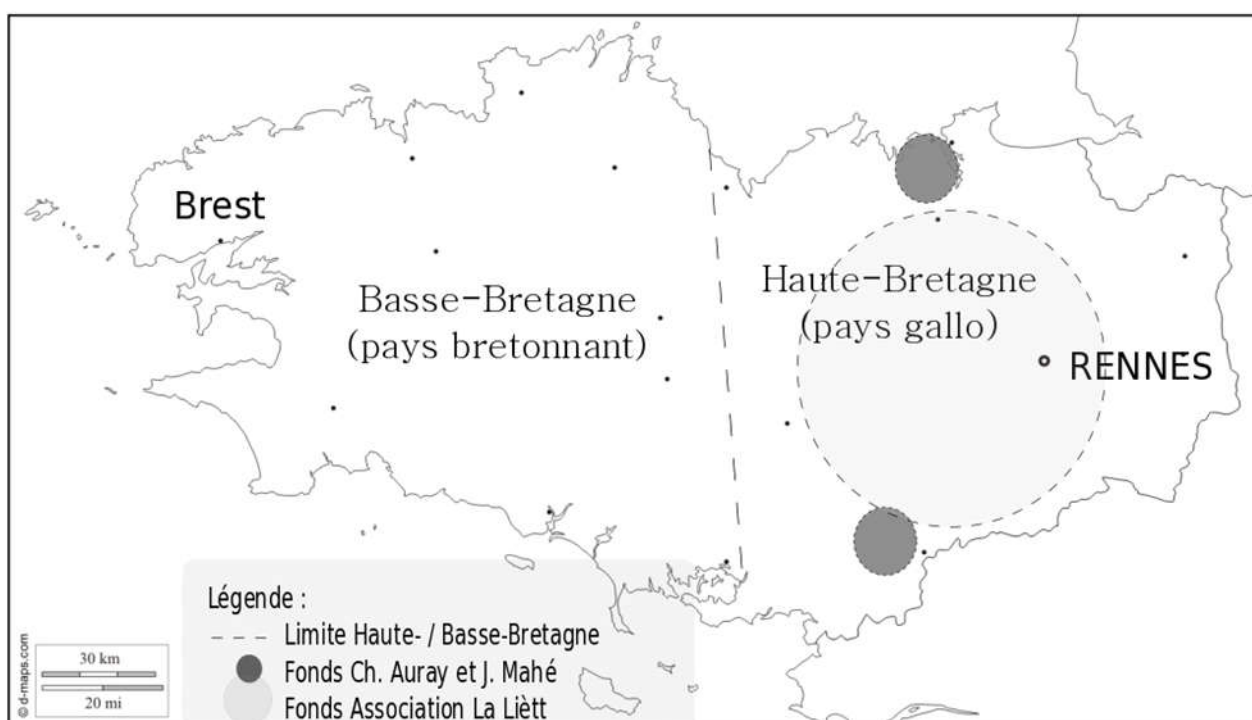 Brest
Basse-Bretagne
(pays bretonnant)
Haute-Bretagne
(pays gallo)
RENNES
Légende :
Limite Haute- / Basse-Bretagne
Fonds Ch. Auray et J. Mahé
Fonds Association La Liètt
30 km
20 mi
© d-maps.com